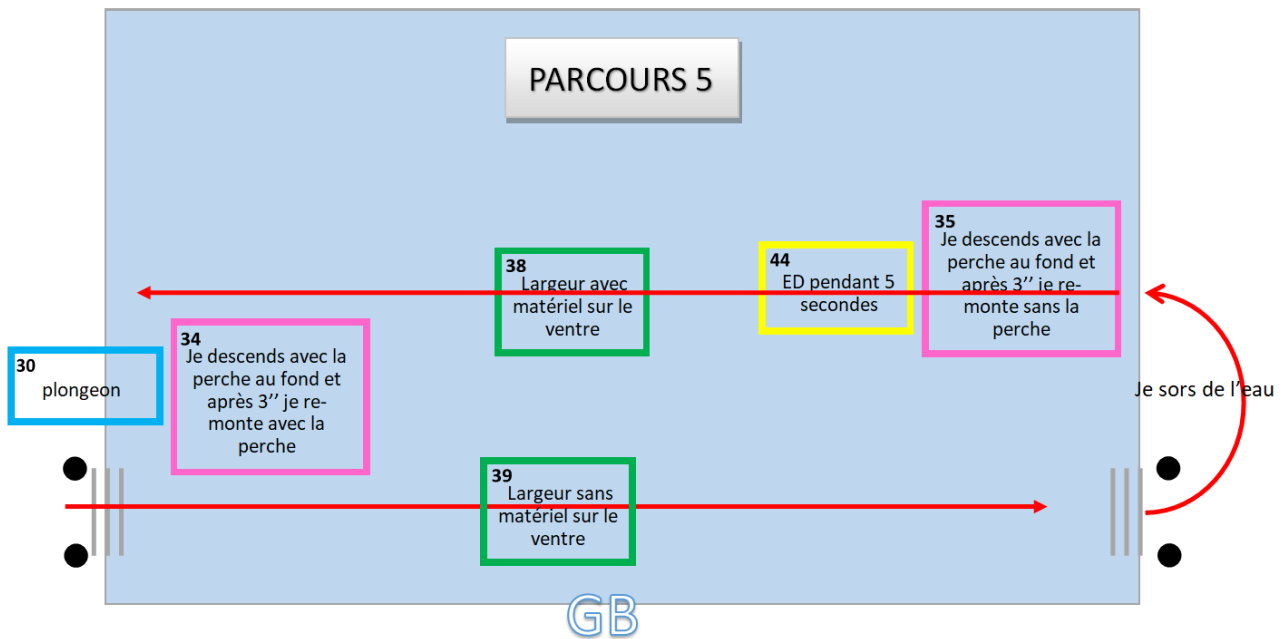 PARCOURS 5
35
Je descends avec la
perche au fond et
après 3’’ je re-
monte sans la
perche
44
ED pendant 5
secondes
38
Largeur avec
matériel sur le
ventre
34
Je descends avec la
perche au fond et
après 3’’ je re-
monte avec la
perche
30
plongeon
Je sors de l’eau
39
Largeur sans
matériel sur le
ventre
GB